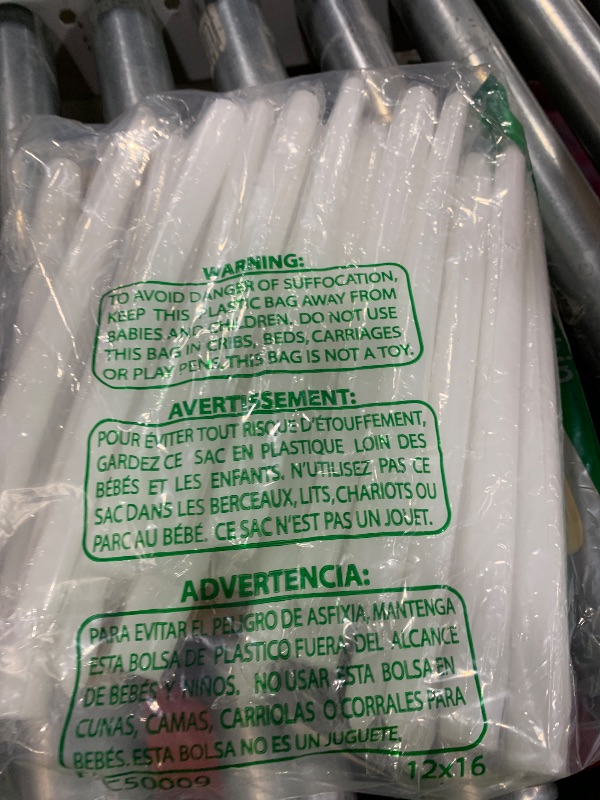 WARNING:
TO AVOID DANGER OF SUFFOCATION,
KEEP THIS PLASTIC BAG AWAY FROM
BABIES AND CHILDREN. DO NOT USE
THIS BAG IN CRIBS, BEDS, CARRIAGES
OR PLAY PENS. THIS BAG IS NOT A TOY.
AVERTISSEMENT:
POUR ÉVITER TOUT RISQUE D'ÉTOUFFEMENT,
GARDEZ CE SAC EN PLASTIQUE LOIN DES
BÉBÉS ET LES ENFANTS. N'UTILISEZ PAS CE
SAC DANS LES BERCEAUX, LITS, CHARIOTS OU
PARC AU BÉBÉ. CE SAC N'EST PAS UN JOUET.
ADVERTENCIA:
PARA EVITAR EL PELIGRO DE ASFIXIA, MANTENGA
ESTA BOLSA DE PLASTICO FUERA DEL ALCANCE
DE BEBÉS Y NIÑOS. NO USAR ESTA BOLSA EN
CUNAS, CAMAS, CARRIOLAS O CORRALES PARA
BEBÉS. ESTA BOLSA NO ES UN JUGUETE.
E50009
12x16